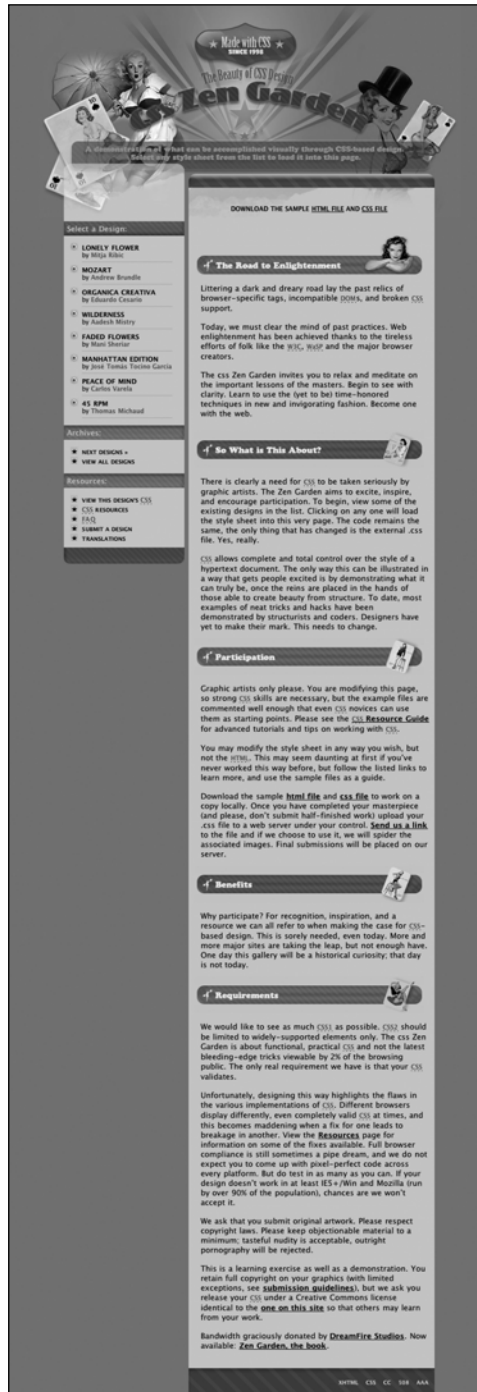 Made with CSS
SINCE 1998
The Beauty of CSS Design
CSS Zen Garden
A demonstration of what can be accomplished visually through CSS-based design.
Select any style sheet from the list to load it into this page.
DOWNLOAD THE SAMPLE HTML FILE AND CSS FILE
Select a Design:
LONELY FLOWER
by Mitja Ribic
MOZART
by Andrew Brundle
ORGANICA CREATIVA
by Eduardo Cesario
WILDERNESS
by Aadesh Mistry
FADED FLOWERS
by Mani Sheriar
MANHATTAN EDITION
by José Tomás Tocino García
PEACE OF MIND
by Carlos Varela
45 RPM
by Thomas Michaud
Archives:
NEXT DESIGNS »
VIEW ALL DESIGNS
Resources:
VIEW THIS DESIGN'S CSS
CSS RESOURCES
FAQ
SUBMIT A DESIGN
TRANSLATIONS
The Road to Enlightenment
Littering a dark and dreary road lay the past relics of
browser-specific tags, incompatible DOMs, and broken CSS
support.
Today, we must clear the mind of past practices. Web
enlightenment has been achieved thanks to the tireless
efforts of folk like the W3C, WaSP and the major browser
creators.
The css Zen Garden invites you to relax and meditate on
the important lessons of the masters. Begin to see with
clarity. Learn to use the (yet to be) time-honored
techniques in new and invigorating fashion. Become one
with the web.
So What is This About?
There is clearly a need for CSS to be taken seriously by
graphic artists. The Zen Garden aims to excite, inspire,
and encourage participation. To begin, view some of the
existing designs in the list. Clicking on any one will load
the style sheet into this very page. The code remains the
same, the only thing that has changed is the external .css
file. Yes, really.
CSS allows complete and total control over the style of a
hypertext document. The only way this can be illustrated in
a way that gets people excited is by demonstrating what it
can truly be, once the reins are placed in the hands of
those able to create beauty from structure. To date, most
examples of neat tricks and hacks have been
demonstrated by structurists and coders. Designers have
yet to make their mark. This needs to change.
Participation
Graphic artists only please. You are modifying this page,
so strong CSS skills are necessary, but the example files are
commented well enough that even CSS novices can use
them as starting points. Please see the CSS Resource Guide
for advanced tutorials and tips on working with CSS.
You may modify the style sheet in any way you wish, but
not the HTML. This may seem daunting at first if you've
never worked this way before, but follow the listed links to
learn more, and use the sample files as a guide.
Download the sample html file and css file to work on a
copy locally. Once you have completed your masterpiece
(and please, don't submit half-finished work) upload your
.css file to a web server under your control. Send us a link
to the file and if we choose to use it, we will spider the
associated images. Final submissions will be placed on our
server.
Benefits
Why participate? For recognition, inspiration, and a
resource we can all refer to when making the case for CSS-
based design. This is sorely needed, even today. More and
more major sites are taking the leap, but not enough have.
One day this gallery will be a historical curiosity; that day
is not today.
Requirements
We would like to see as much CSS1 as possible. CSS2 should
be limited to widely-supported elements only. The css Zen
Garden is about functional, practical CSS and not the latest
bleeding-edge tricks viewable by 2% of the browsing
public. The only real requirement we have is that your CSS
validates.
Unfortunately, designing this way highlights the flaws in
the various implementations of CSS. Different browsers
display differently, even completely valid CSS at times, and
this becomes maddening when a fix for one leads to
breakage in another. View the Resources page for
information on some of the fixes available. Full browser
compliance is still sometimes a pipe dream, and we do not
expect you to come up with pixel-perfect code across
every platform. But do test in as many as you can. If your
design doesn't work in at least IE5+/Win and Mozilla (run
by over 90% of the population), chances are we won't
accept it.
We ask that you submit original artwork. Please respect
copyright laws. Please keep objectionable material to a
minimum; tasteful nudity is acceptable, outright
pornography will be rejected.
This is a learning exercise as well as a demonstration. You
retain full copyright on your graphics (with limited
exceptions, see submission guidelines), but we ask you
release your CSS under a Creative Commons license
identical to the one on this site so that others may learn
from your work.
Bandwidth graciously donated by DreamFire Studios. Now
available: Zen Garden, the book.
XHTML CSS CC 508 AAA